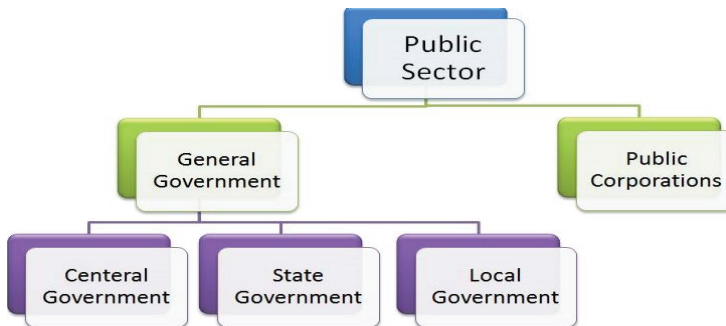 Public
Sector
General
Government
Public
Corporations
Centeral
Government
State
Government
Local
Government